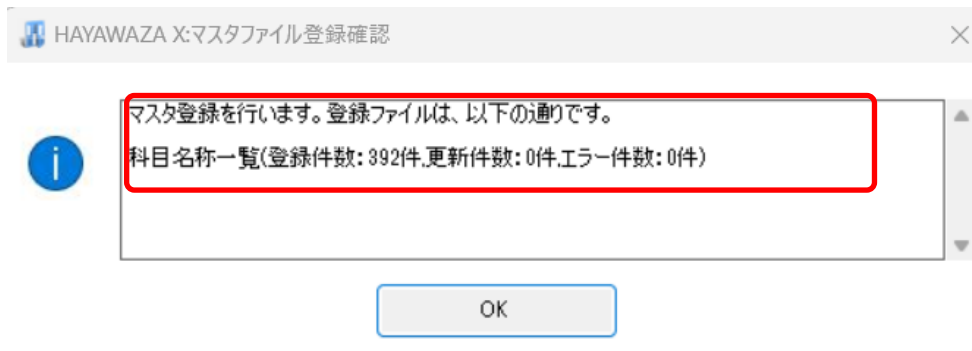 HAYAWAZA X:マスタファイル登録確認
マスタ登録を行います。登録ファイルは、以下の通りです。
科目名称一覧(登録件数:392件,更新件数:0件,エラー件数:0件)
OK